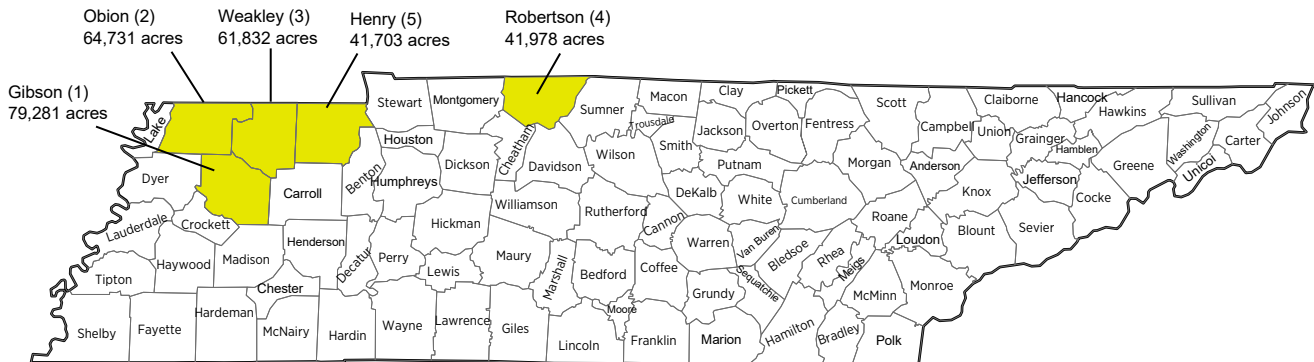 Obion (2)
64,731 acres
Weakley (3)
61,832 acres
Henry (5)
41,703 acres
Robertson (4)
41,978 acres
Gibson (1)
79,281 acres
Lake
Stewart
Montgomery
Sumner
Macon
Clay
Pickett
Scott
Claiborne
Hancock
Hawkins
Sullivan
Johnson
Houston
Cheatham
Trousdale
Jackson
Overton
Fentress
Campbell
Union
Grainger
Hamblen
Greene
Washington
Carter
Unicoi
Dyer
Carroll
Benton
Humphreys
Dickson
Davidson
Wilson
Smith
Putnam
Morgan
Anderson
Knox
Jefferson
Cocke
Lauderdale
Crockett
Williamson
Rutherford
Cannon
DeKalb
White
Cumberland
Roane
Loudon
Blount
Sevier
Tipton
Haywood
Madison
Henderson
Decatur
Perry
Hickman
Lewis
Maury
Marshall
Bedford
Coffee
Warren
Van Buren
Bledsoe
Rhea
Meigs
Monroe
Chester
Sequatchie
McMinn
Shelby
Fayette
Hardeman
McNairy
Hardin
Wayne
Lawrence
Giles
Lincoln
Moore
Franklin
Grundy
Marion
Hamilton
Bradley
Polk